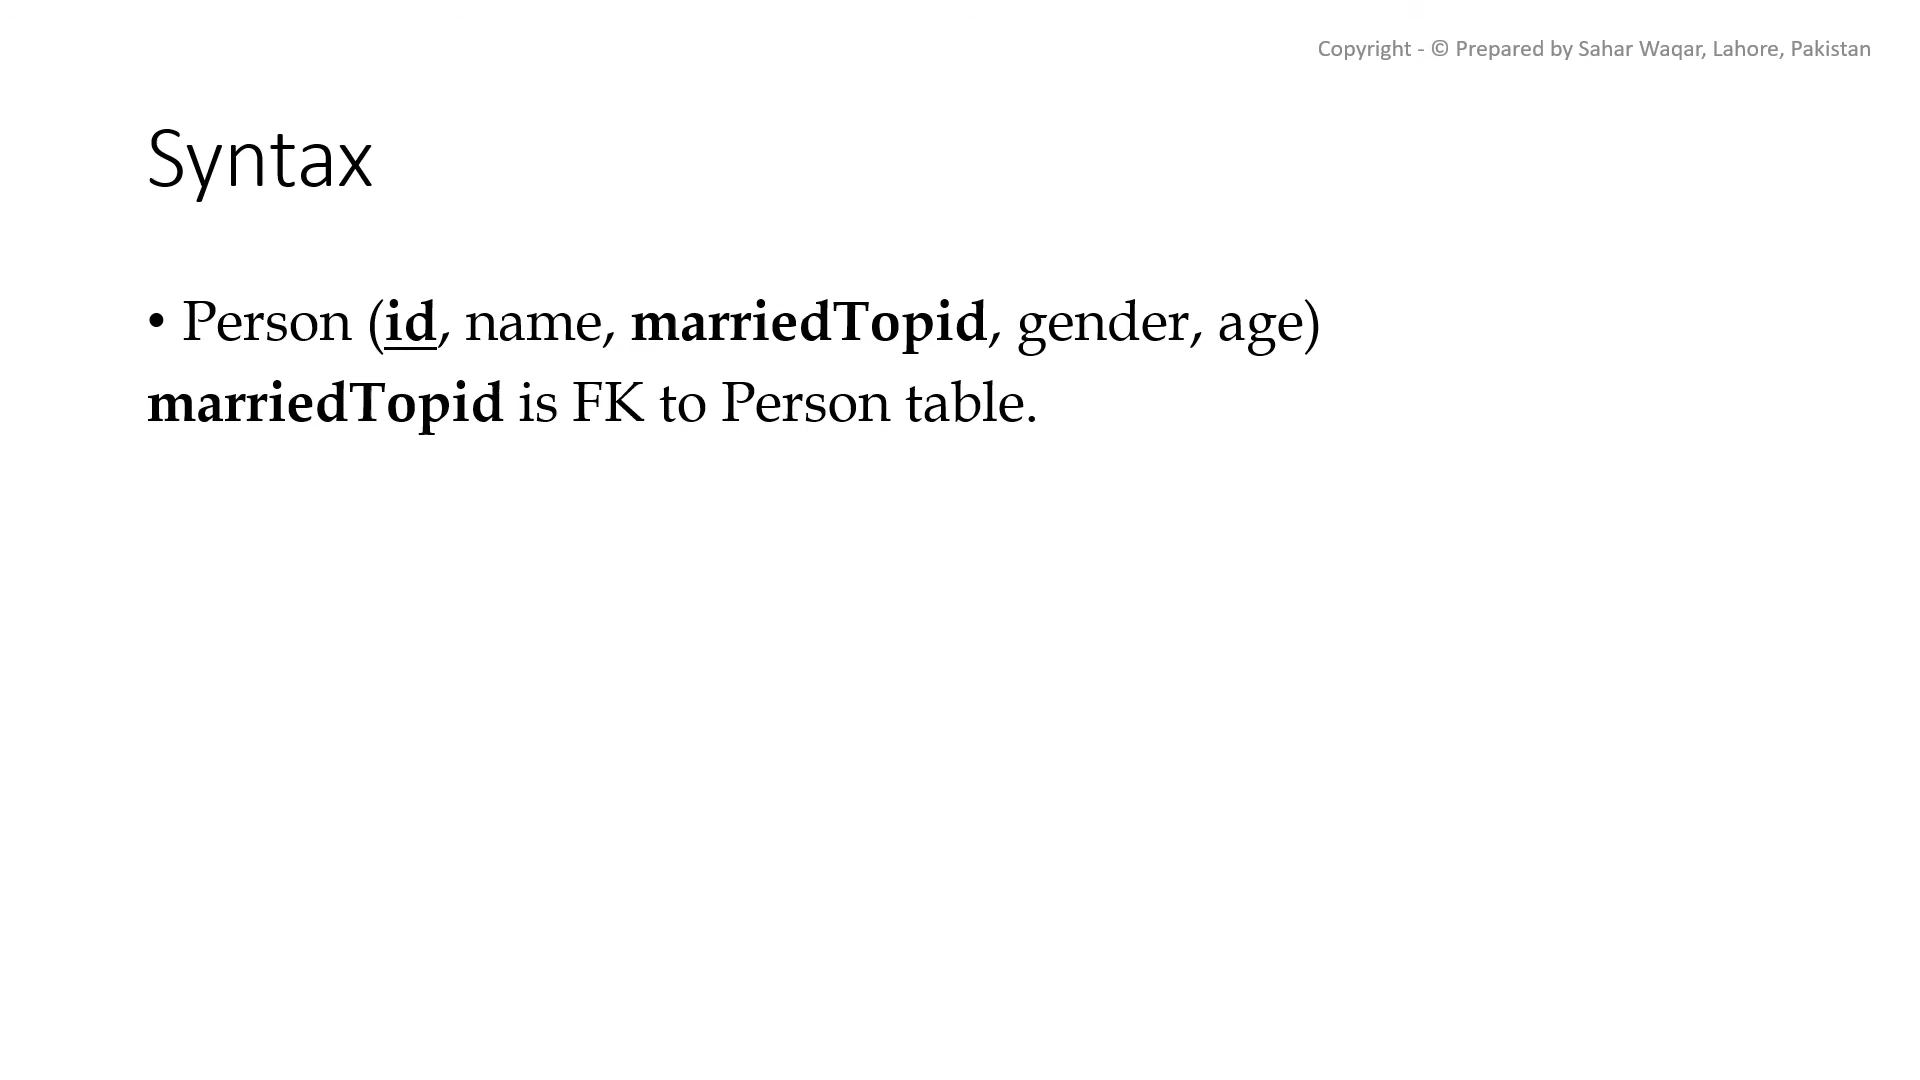 Copyright - © Prepared by Sahar Waqar, Lahore, Pakistan
Syntax
• Person (id, name, marriedTopid, gender, age)
marriedTopid is FK to Person table.